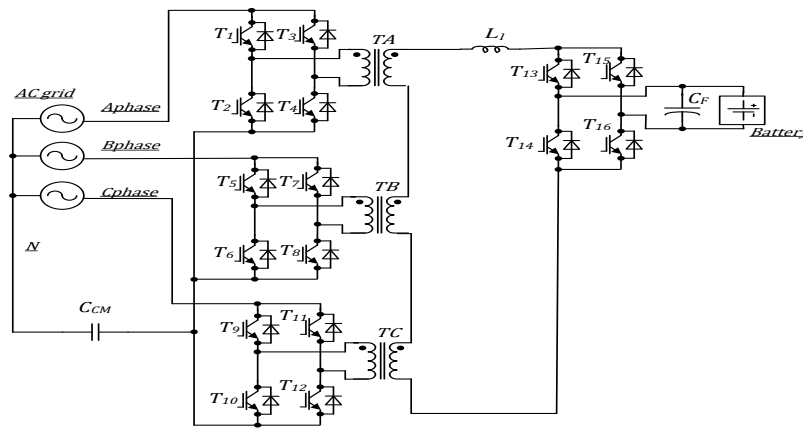 TA
L1
T1
T3
T13
T15
AC grid
Aphase
T2
T4
CF
Battery
T14
T16
Bphase
T5
T7
TB
Cphase
N
T6
T8
CCM
T9
T11
TC
T10
T12